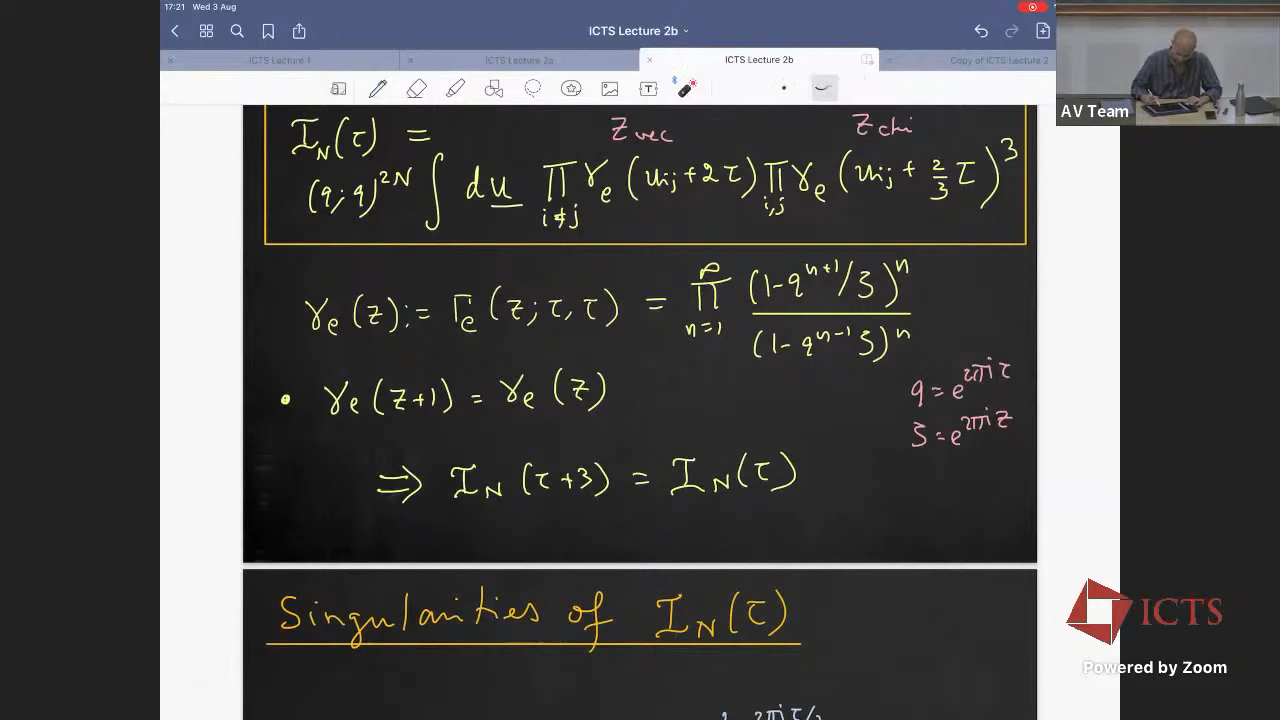 17:21 Wed 3 Aug
ICTS Lecture 2b
ICTS Lecture 1
ICTS Lecture 2a
ICTS Lecture 2b
Copy of ICTS Lecture 2
AV Team
Z_vec Z_chi
I_N(τ) =
(q;q)^{2N} ∫ du ∏_{i≠j} γ_e (u_{ij} + 2τ) ∏_{i,j} γ_e (u_{ij} + 2/3 τ)^3
γ_e(z) := Γ_e(z; τ, τ) = ∏_{n=1}^{∞} (1-q^{n+1}/ζ)^n / (1-q^{n-1}ζ)^n
• γ_e(z+1) = γ_e(z)
q = e^{2πiτ}
ζ = e^{2πiz}
⇒ I_N(τ+3) = I_N(τ)
Singularities of I_N(τ)
ICTS
Powered by Zoom